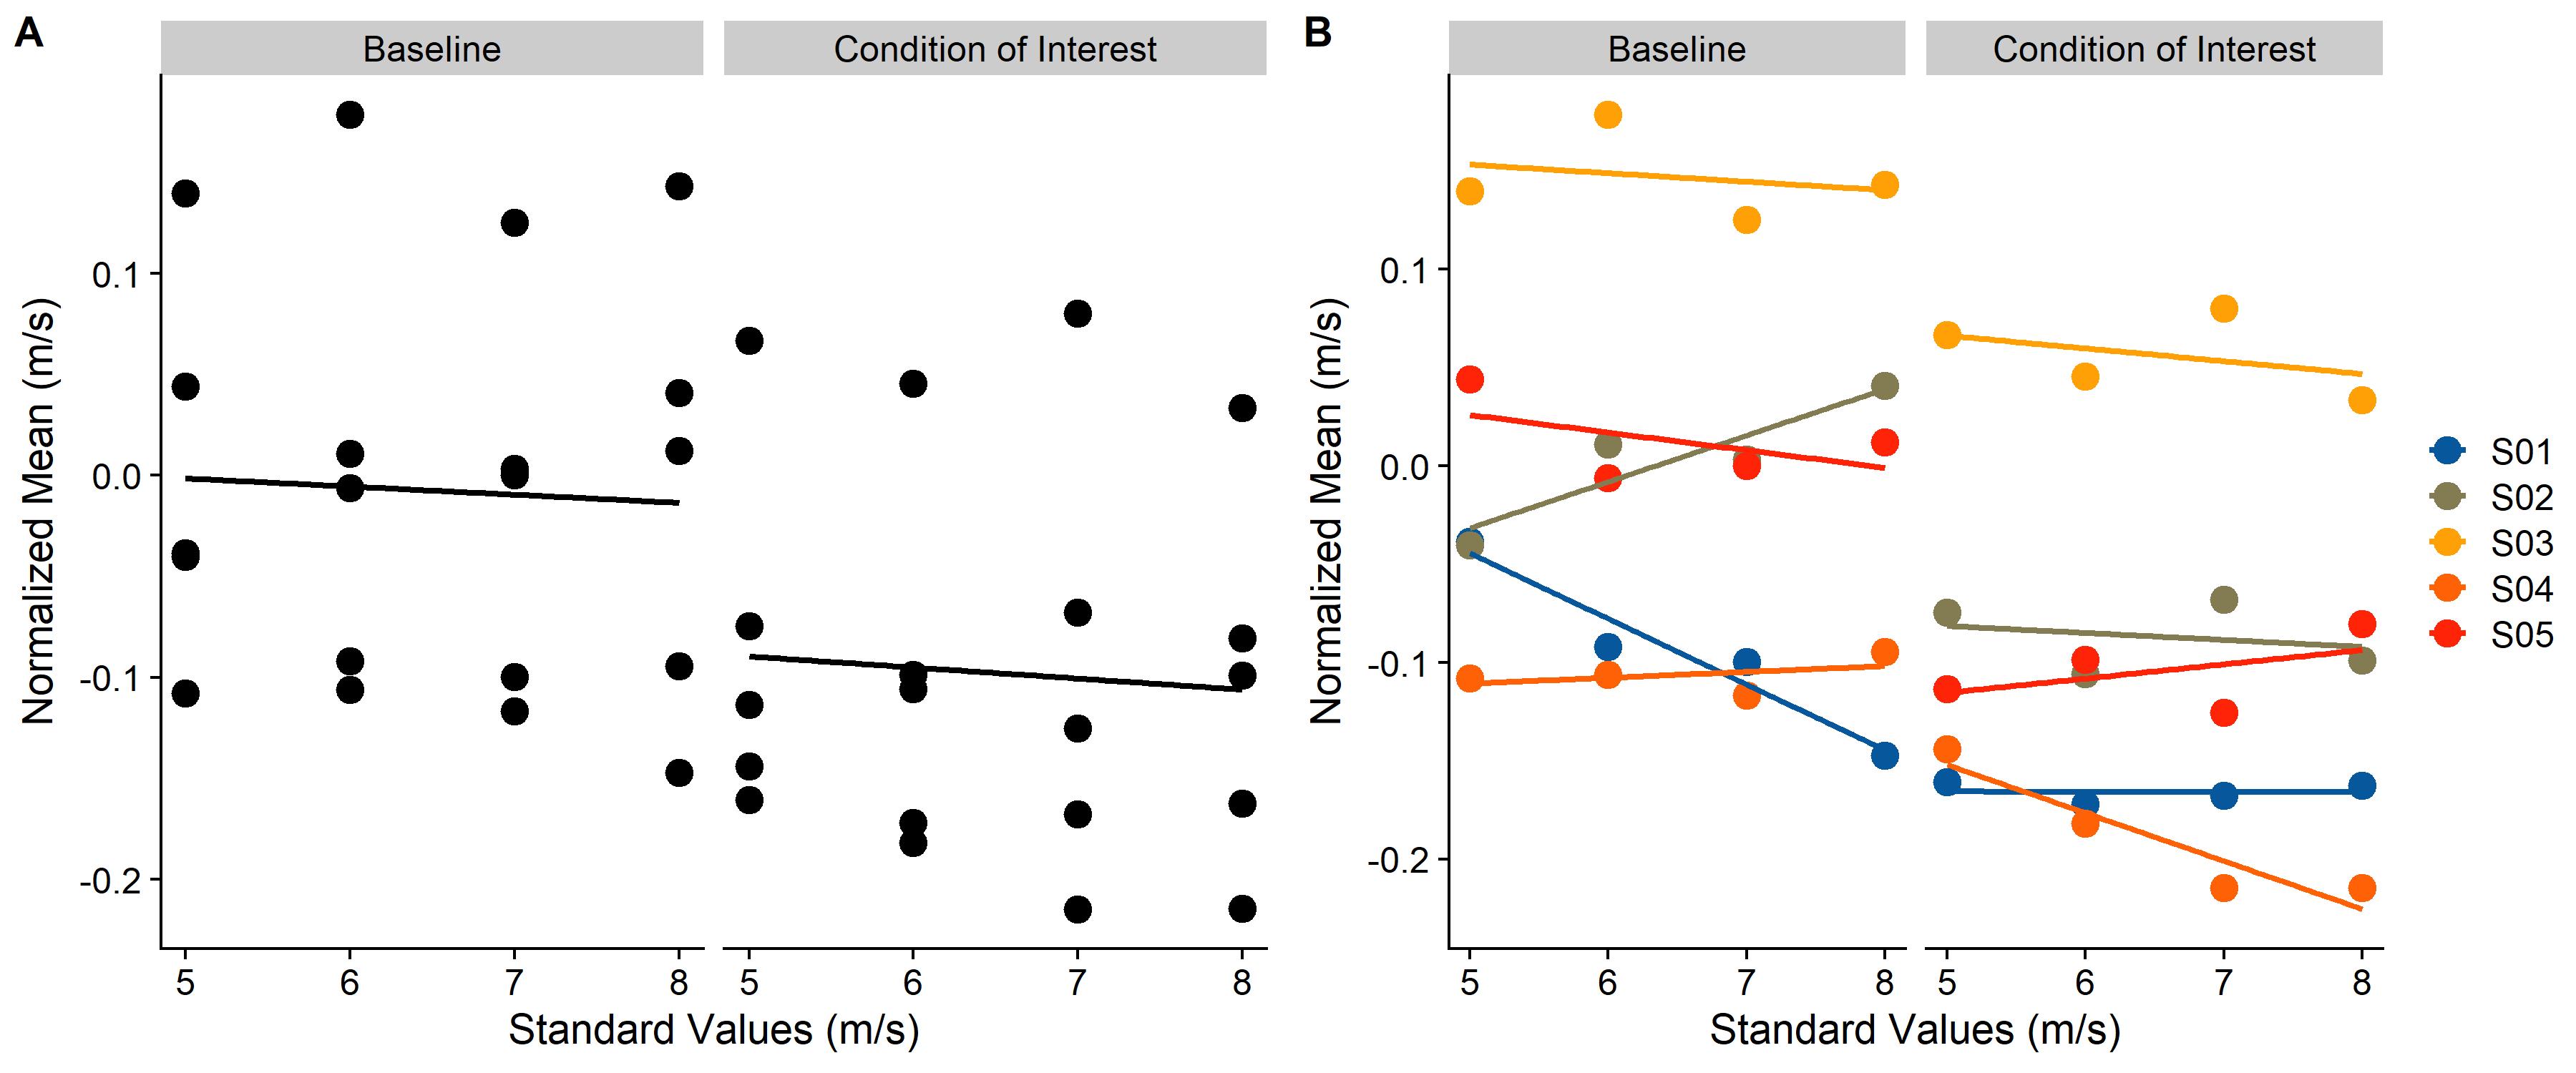 A
Baseline
Condition of Interest
Normalized Mean (m/s)
0.1
0.0
-0.1
-0.2
5 6 7 8
5 6 7 8
Standard Values (m/s)
B
Baseline
Condition of Interest
Normalized Mean (m/s)
0.1
0.0
-0.1
-0.2
5 6 7 8
5 6 7 8
Standard Values (m/s)
S01
S02
S03
S04
S05